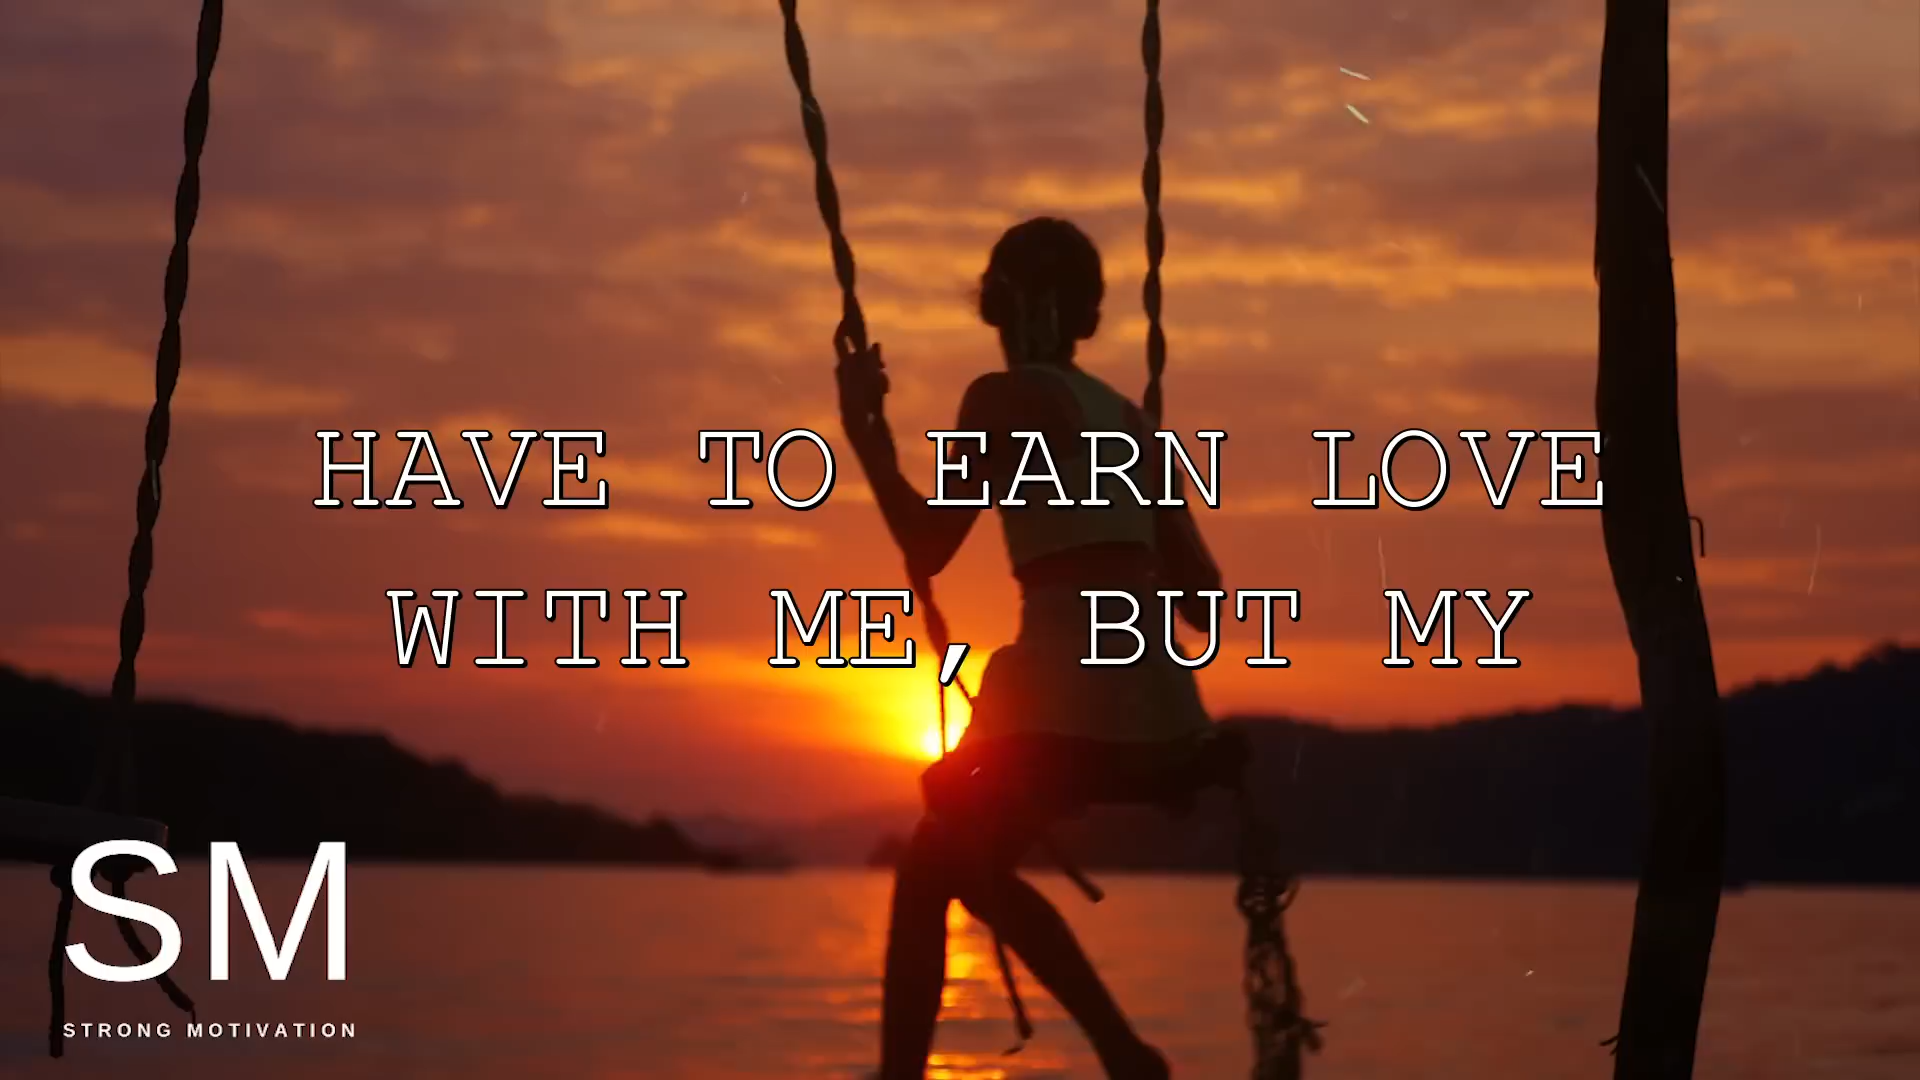 HAVE TO EARN LOVE
WITH ME, BUT MY
SM
STRONG MOTIVATION